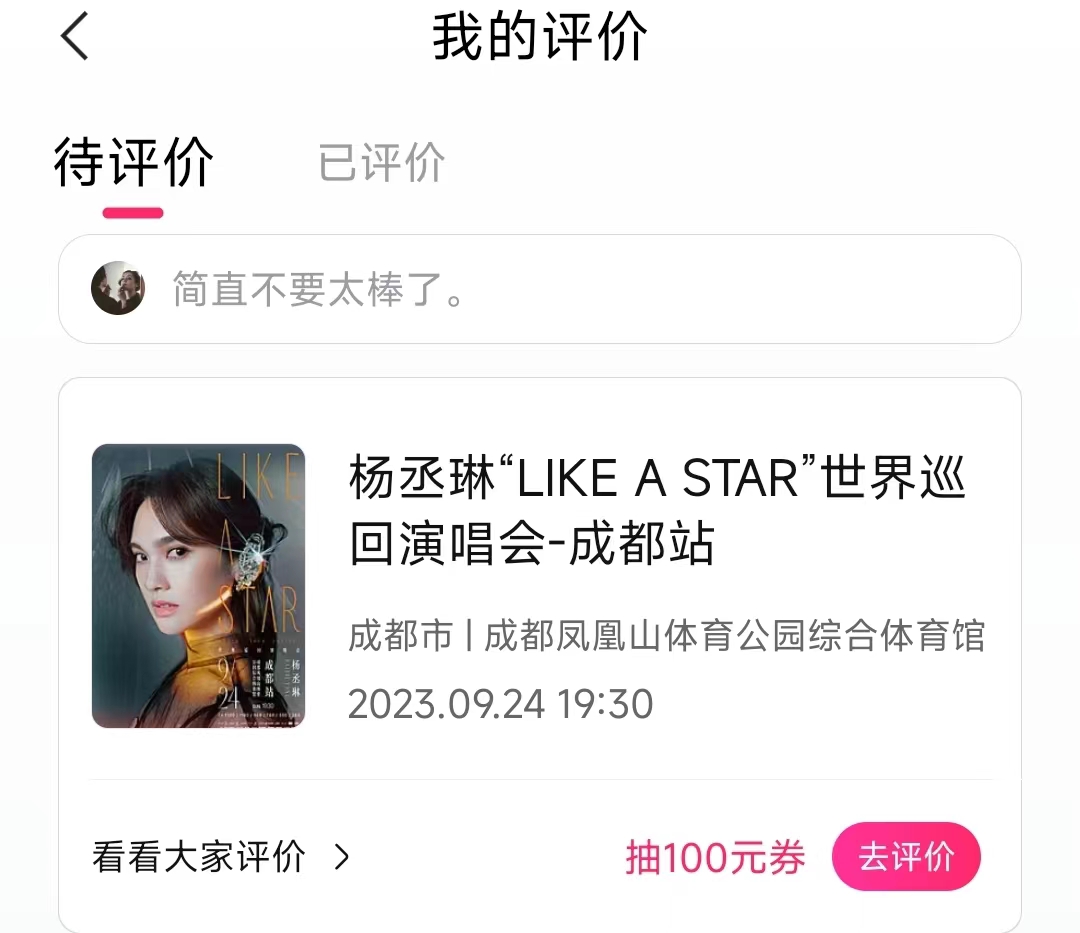 我的评价
待评价 已评价
简直不要太棒了。
杨丞琳“LIKE A STAR”世界巡
回演唱会-成都站
成都市 | 成都凤凰山体育公园综合体育馆
2023.09.24 19:30
LIKE
A
STAR
9/
24
成都站
杨丞琳
看看大家评价 >
抽100元券 去评价